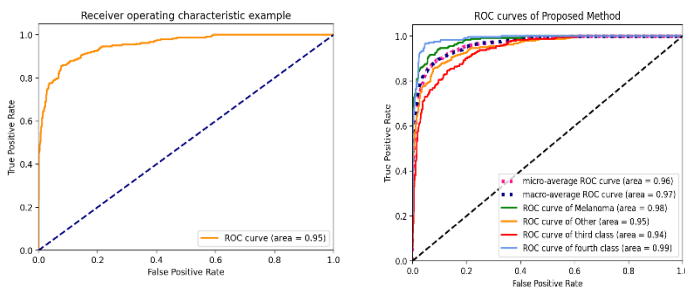 Receiver operating characteristic example
True Positive Rate
1.0
0.8
0.6
0.4
0.2
0.0
ROC curve (area = 0.95)
0.0 0.2 0.4 0.6 0.8 1.0
False Positive Rate
ROC curves of Proposed Method
True Positive Rate
1.0
0.8
0.6
0.4
0.2
0.0
micro-average ROC curve (area = 0.96)
macro-average ROC curve (area = 0.97)
ROC curve of Melanoma (area = 0.98)
ROC curve of Other (area = 0.95)
ROC curve of third class (area = 0.94)
ROC curve of fourth class (area = 0.99)
0.0 0.2 0.4 0.6 0.8 1.0
False Positive Rate